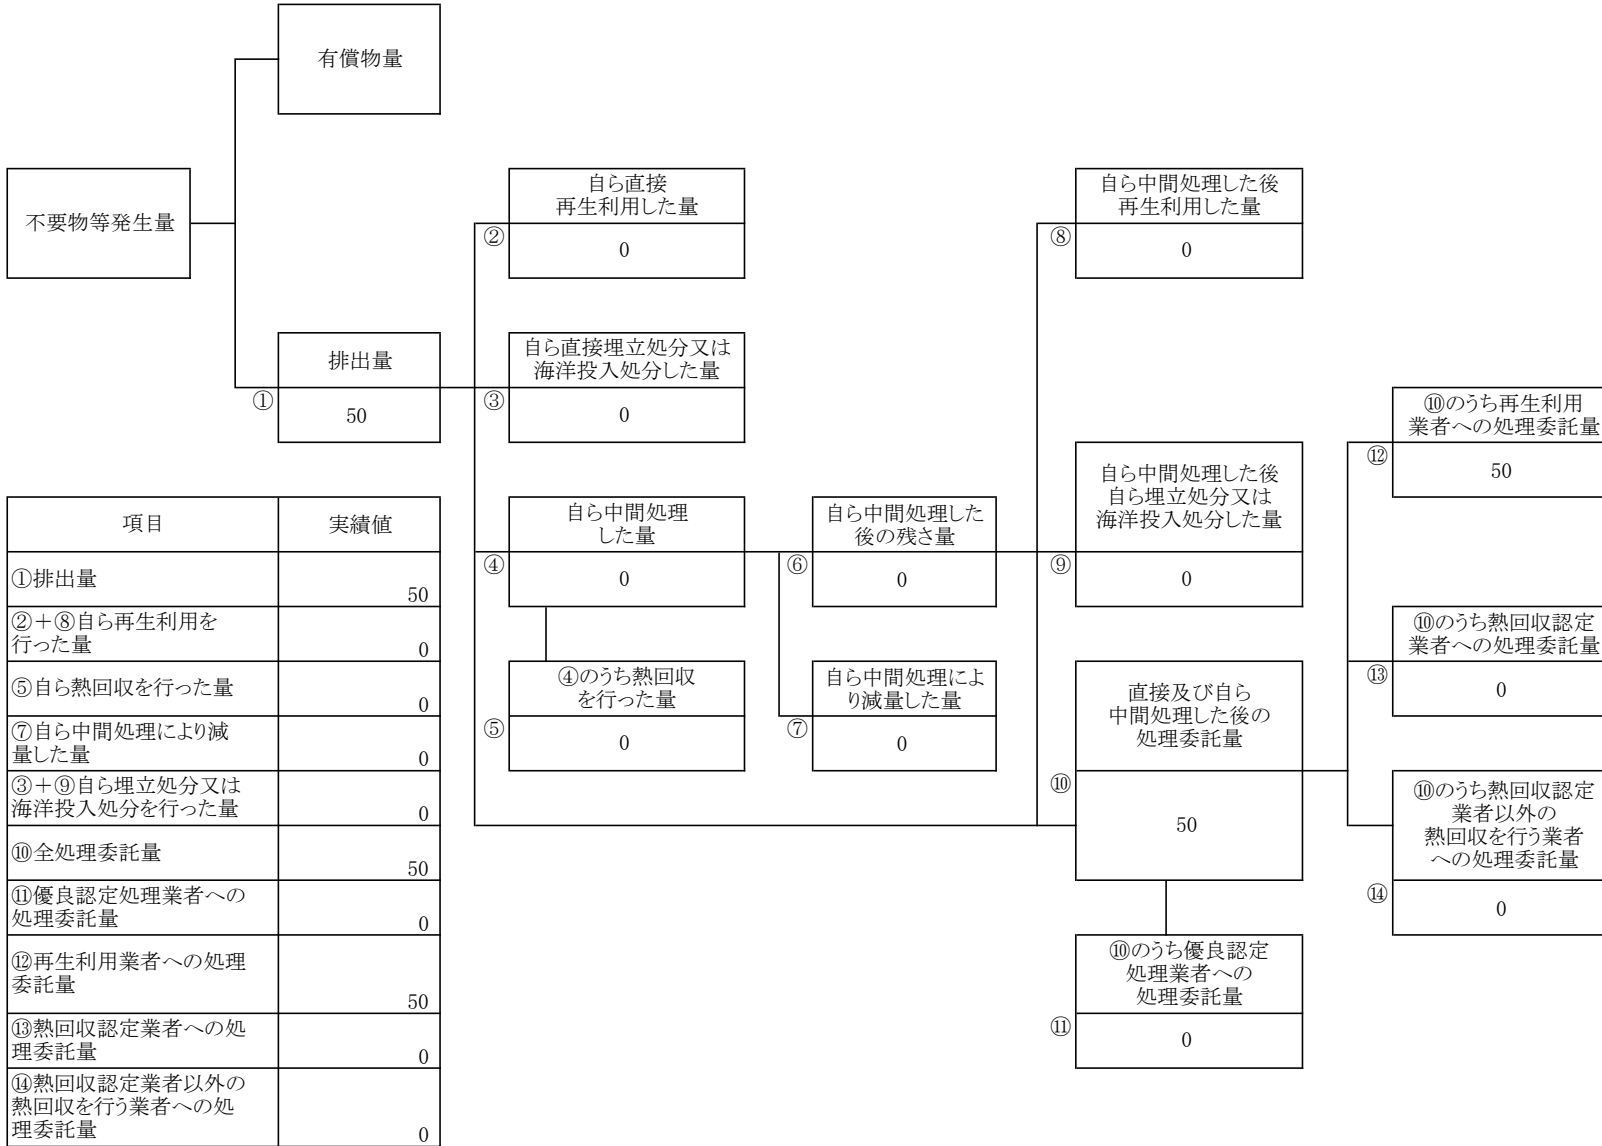 有償物量
不要物等発生量
自ら直接
再生利用した量
②
0
自ら中間処理した後
再生利用した量
⑧
0
排出量
①
50
自ら直接埋立処分又は
海洋投入処分した量
③
0
⑩のうち再生利用
業者への処理委託量
⑫
50
自ら中間処理
した量
④
0
自ら中間処理した
後の残さ量
⑥
0
自ら中間処理した後
自ら埋立処分又は
海洋投入処分した量
⑨
0
④のうち熱回収
を行った量
⑤
0
自ら中間処理によ
り減量した量
⑦
0
直接及び自ら
中間処理した後の
処理委託量
⑩
50
⑩のうち熱回収認定
業者への処理委託量
⑬
0
⑩のうち熱回収認定
業者以外の
熱回収を行う業者
への処理委託量
⑭
0
⑩のうち優良認定
処理業者への
処理委託量
⑪
0
項目 実績値
①排出量 50
②＋⑧自ら再生利用を
行った量 0
⑤自ら熱回収を行った量 0
⑦自ら中間処理により減
量した量 0
③＋⑨自ら埋立処分又は
海洋投入処分を行った量 0
⑩全処理委託量 50
⑪優良認定処理業者への
処理委託量 0
⑫再生利用業者への処理
委託量 50
⑬熱回収認定業者への処
理委託量 0
⑭熱回収認定業者以外の
熱回収を行う業者への処
理委託量 0